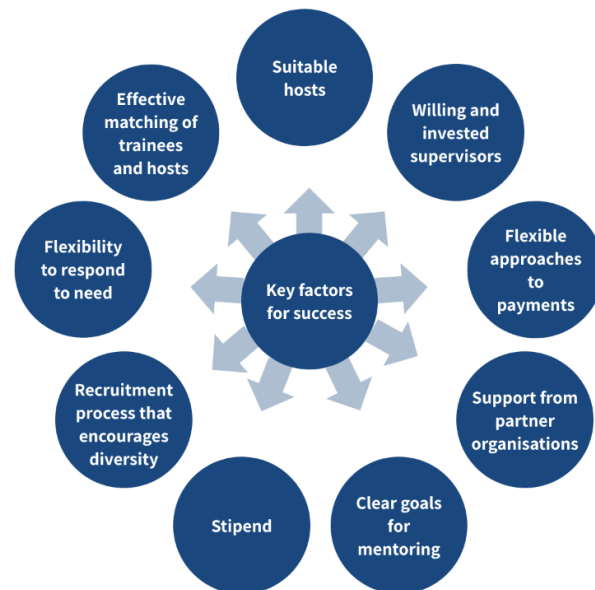 Suitable
hosts
Willing and
invested
supervisors
Flexible
approaches
to
payments
Support from
partner
organisations
Clear goals
for
mentoring
Stipend
Recruitment
process that
encourages
diversity
Flexibility
to respond
to need
Effective
matching of
trainees
and hosts
Key factors
for success